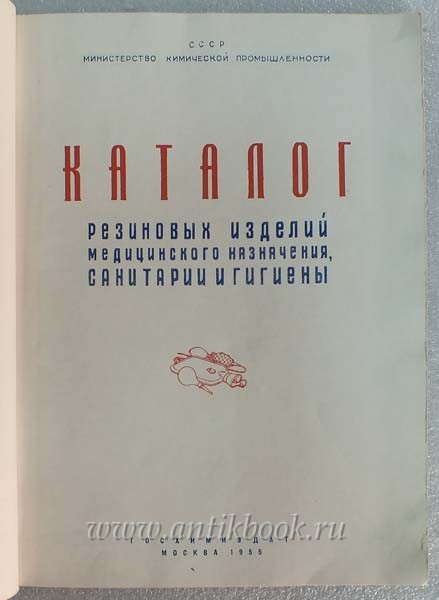 СССР
МИНИСТЕРСТВО ХИМИЧЕСКОЙ ПРОМЫШЛЕННОСТИ
КАТАЛОГ
РЕЗИНОВЫХ ИЗДЕЛИЙ
МЕДИЦИНСКОГО НАЗНАЧЕНИЯ,
САНИТАРИИ И ГИГИЕНЫ
www.antikbook.ru
ГОСХИМИЗДАТ
МОСКВА 1955